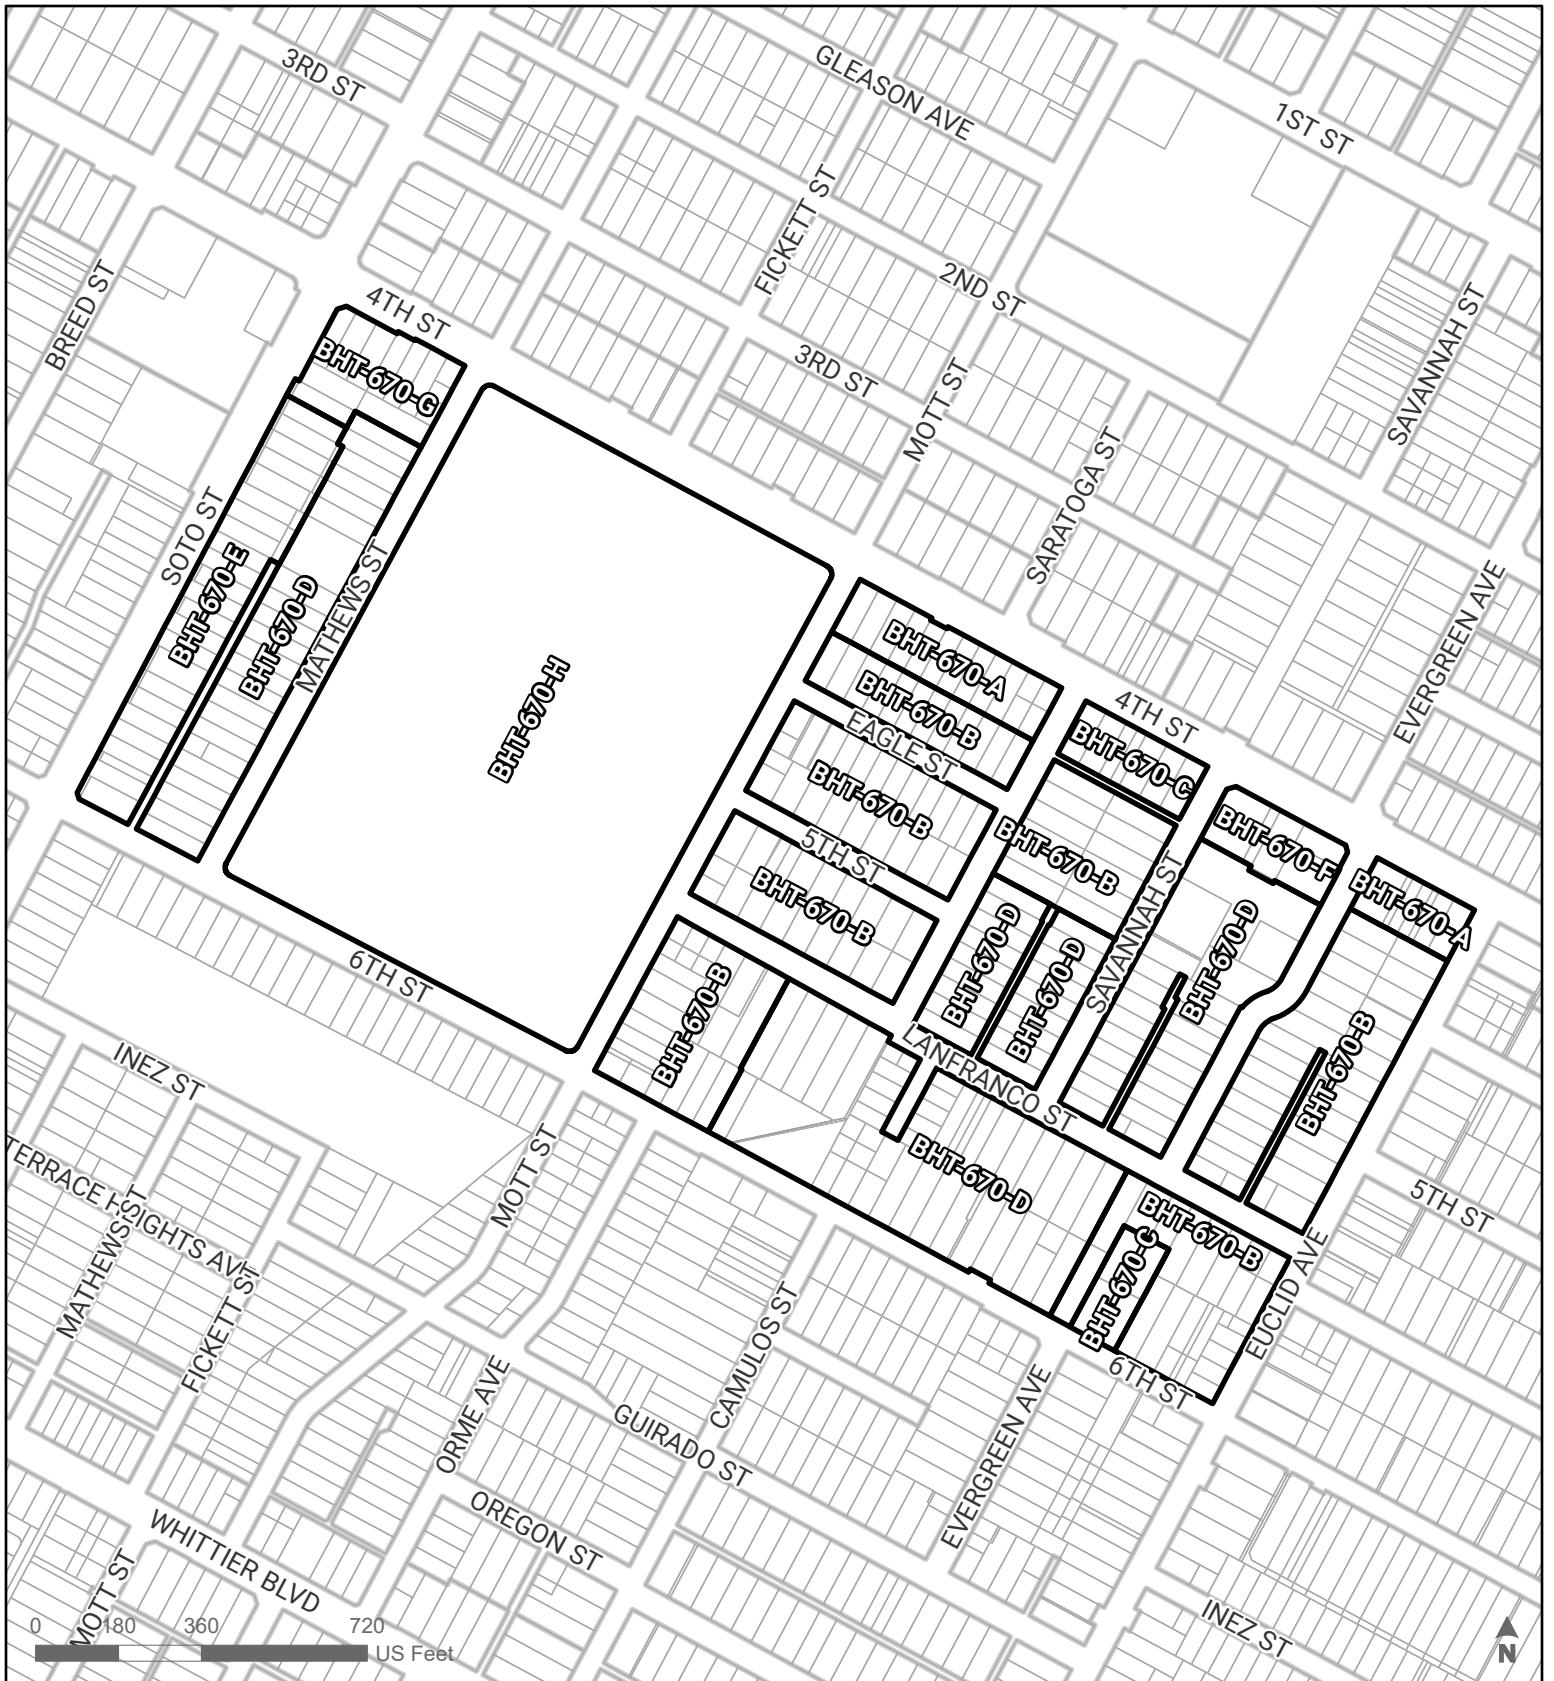 3RD ST
GLEASON AVE
1ST ST
FICKETT ST
BREED ST
4TH ST
2ND ST
SAVANNAH ST
BHT-670-G
3RD ST
MOTT ST
SARATOGA ST
SOTO ST
BHT-670-E
BHT-670-D
MATHEWS ST
EVERGREEN AVE
BHT-670-H
BHT-670-A
BHT-670-B
EAGLE ST
4TH ST
BHT-670-C
BHT-670-B
5TH ST
BHT-670-B
BHT-670-F
BHT-670-B
BHT-670-A
BHT-670-D
BHT-670-D
SAVANNAH ST
BHT-670-D
6TH ST
BHT-670-B
LANFRANCO ST
BHT-670-B
INEZ ST
TERRACE HEIGHTS AVE
MOTT ST
BHT-670-D
BHT-670-B
BHT-670-C
5TH ST
MATHEWS ST
FICKETT ST
EUCLID AVE
CAMULOS ST
6TH ST
ORME AVE
GUIRADO ST
EVERGREEN AVE
OREGON ST
WHITTIER BLVD
MOTT ST
INEZ ST
0 180 360 720
US Feet
N